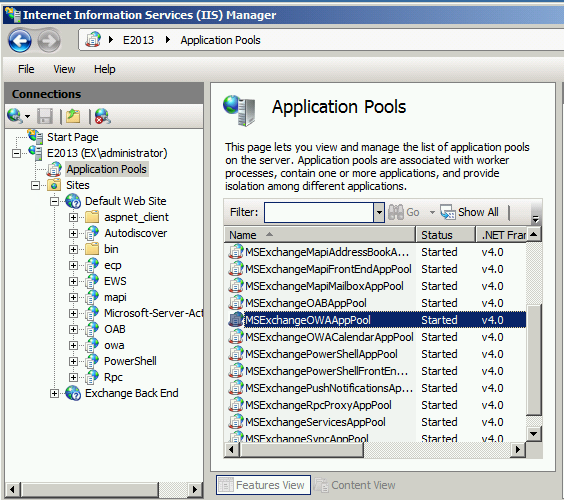 Internet Information Services (IIS) Manager
E2013
Application Pools
File View Help
Connections
Start Page
E2013 (EX\administrator)
Application Pools
Sites
Default Web Site
aspnet_client
Autodiscover
bin
ecp
EWS
mapi
Microsoft-Server-Act
OAB
owa
PowerShell
Rpc
Exchange Back End
Application Pools
This page lets you view and manage the list of application pools
on the server. Application pools are associated with worker
processes, contain one or more applications, and provide
isolation among different applications.
Filter: Go Show All
Name Status .NET Fran
MSExchangeMapiAddressBookA... Started v4.0
MSExchangeMapiFrontEndAppPool Started v4.0
MSExchangeMapiMailboxAppPool Started v4.0
MSExchangeOABAppPool Started v4.0
MSExchangeOWAAppPool Started v4.0
MSExchangeOWACalendarAppPool Started v4.0
MSExchangePowerShellAppPool Started v4.0
MSExchangePowerShellFrontEn... Started v4.0
MSExchangePushNotificationsAp... Started v4.0
MSExchangeRpcProxyAppPool Started v4.0
MSExchangeServicesAppPool Started v4.0
MSExchangeSyncAppPool Started v4.0
Features View Content View